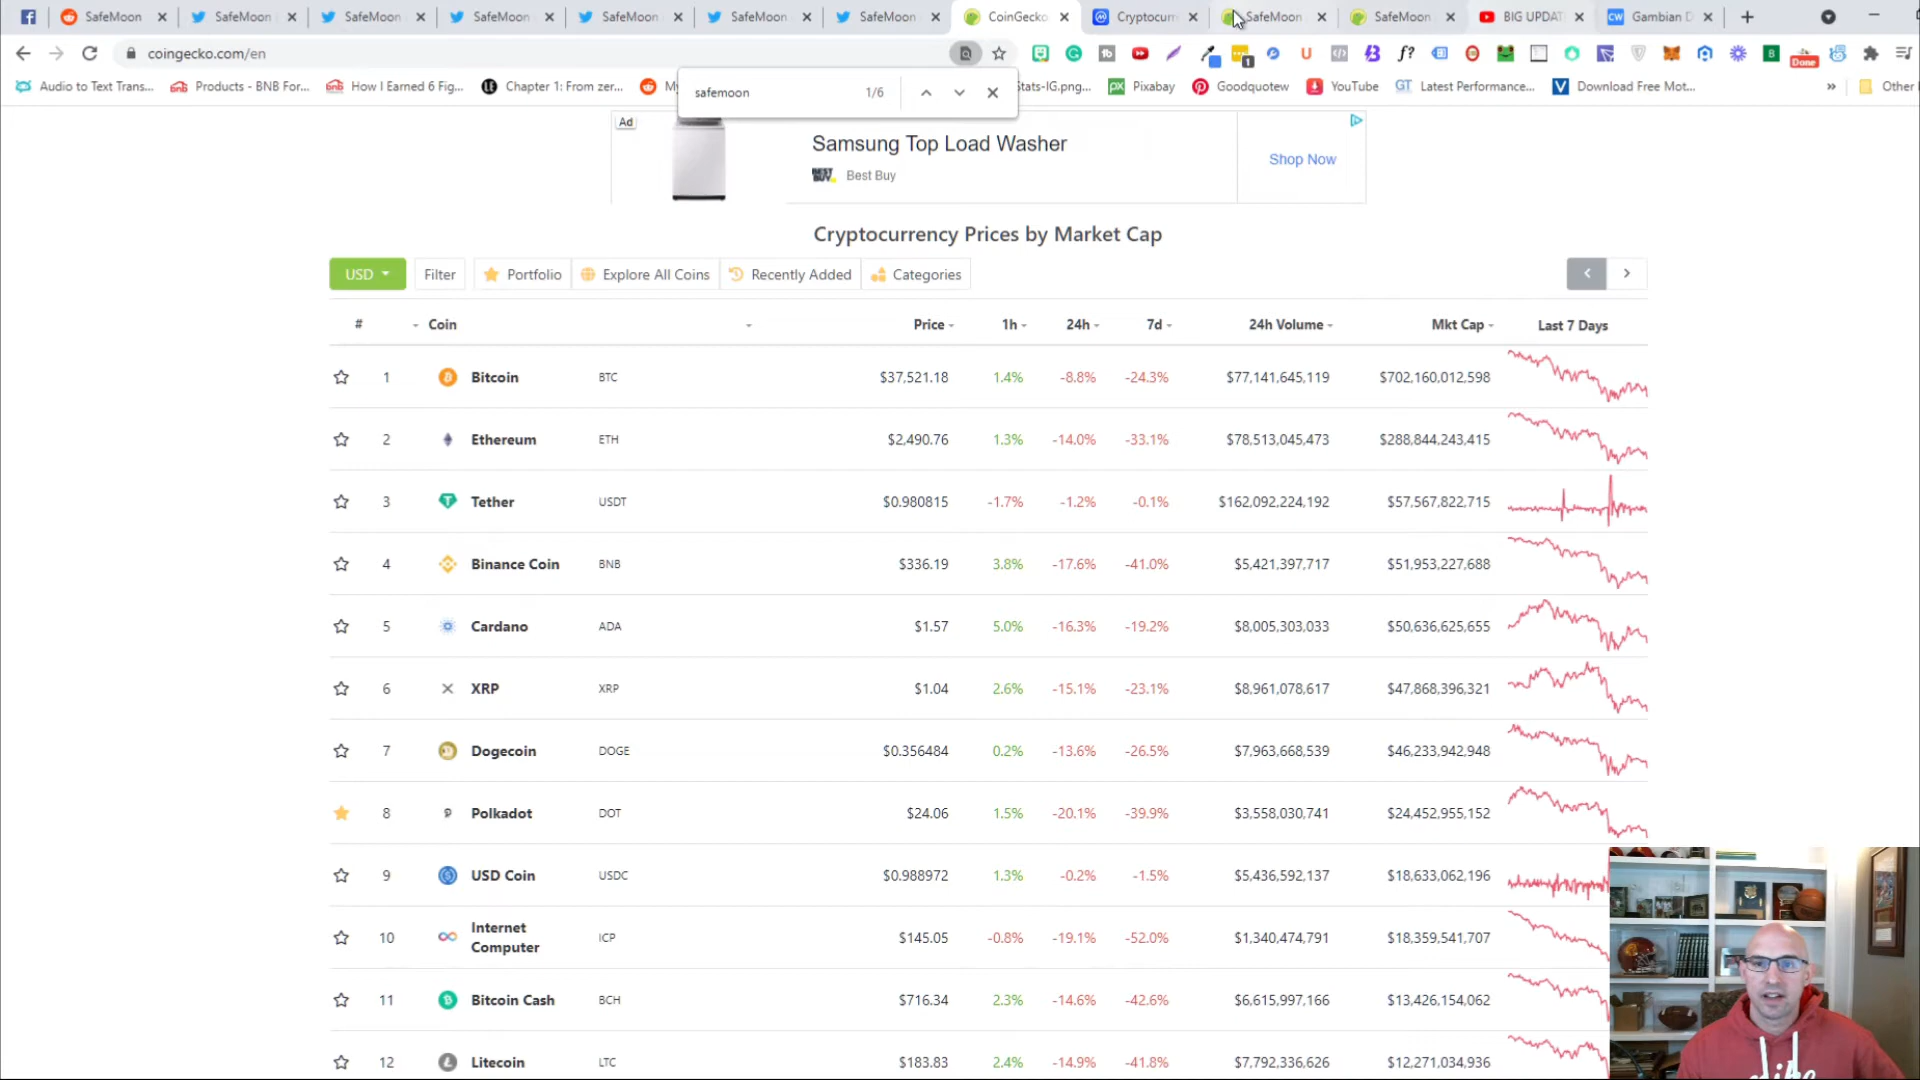 SafeMoon
SafeMoon
SafeMoon
SafeMoon
SafeMoon
SafeMoon
SafeMoon
CoinGecko
Cryptocurr
SafeMoon
SafeMoon
BIG UPDAT
CW Gambian D
coingecko.com/en
1
Done
Audio to Text Trans...
Products - BNB For...
How I Earned 6 Fig...
Chapter 1: From zer...
My
Stats-IG.png...
Pixabay
Goodquotew
YouTube
GT Latest Performance...
Download Free Mot...
»
Other
safemoon 1/6
Ad
Samsung Top Load Washer
BEST BUY Best Buy
Shop Now
Cryptocurrency Prices by Market Cap
USD Filter Portfolio Explore All Coins Recently Added Categories
# Coin Price 1h 24h 7d 24h Volume Mkt Cap Last 7 Days
1 Bitcoin BTC $37,521.18 1.4% -8.8% -24.3% $77,141,645,119 $702,160,012,598
2 Ethereum ETH $2,490.76 1.3% -14.0% -33.1% $78,513,045,473 $288,844,243,415
3 Tether USDT $0.980815 -1.7% -1.2% -0.1% $162,092,224,192 $57,567,822,715
4 Binance Coin BNB $336.19 3.8% -17.6% -41.0% $5,421,397,717 $51,953,227,688
5 Cardano ADA $1.57 5.0% -16.3% -19.2% $8,005,303,033 $50,636,625,655
6 XRP XRP $1.04 2.6% -15.1% -23.1% $8,961,078,617 $47,868,396,321
7 Dogecoin DOGE $0.356484 0.2% -13.6% -26.5% $7,963,668,539 $46,233,942,948
8 Polkadot DOT $24.06 1.5% -20.1% -39.9% $3,558,030,741 $24,452,955,152
9 USD Coin USDC $0.988972 1.3% -0.2% -1.5% $5,436,592,137 $18,633,062,196
10 Internet Computer ICP $145.05 -0.8% -19.1% -52.0% $1,340,474,791 $18,359,541,707
11 Bitcoin Cash BCH $716.34 2.3% -14.6% -42.6% $6,615,997,166 $13,426,154,062
12 Litecoin LTC $183.83 2.4% -14.9% -41.8% $7,792,336,626 $12,271,034,936